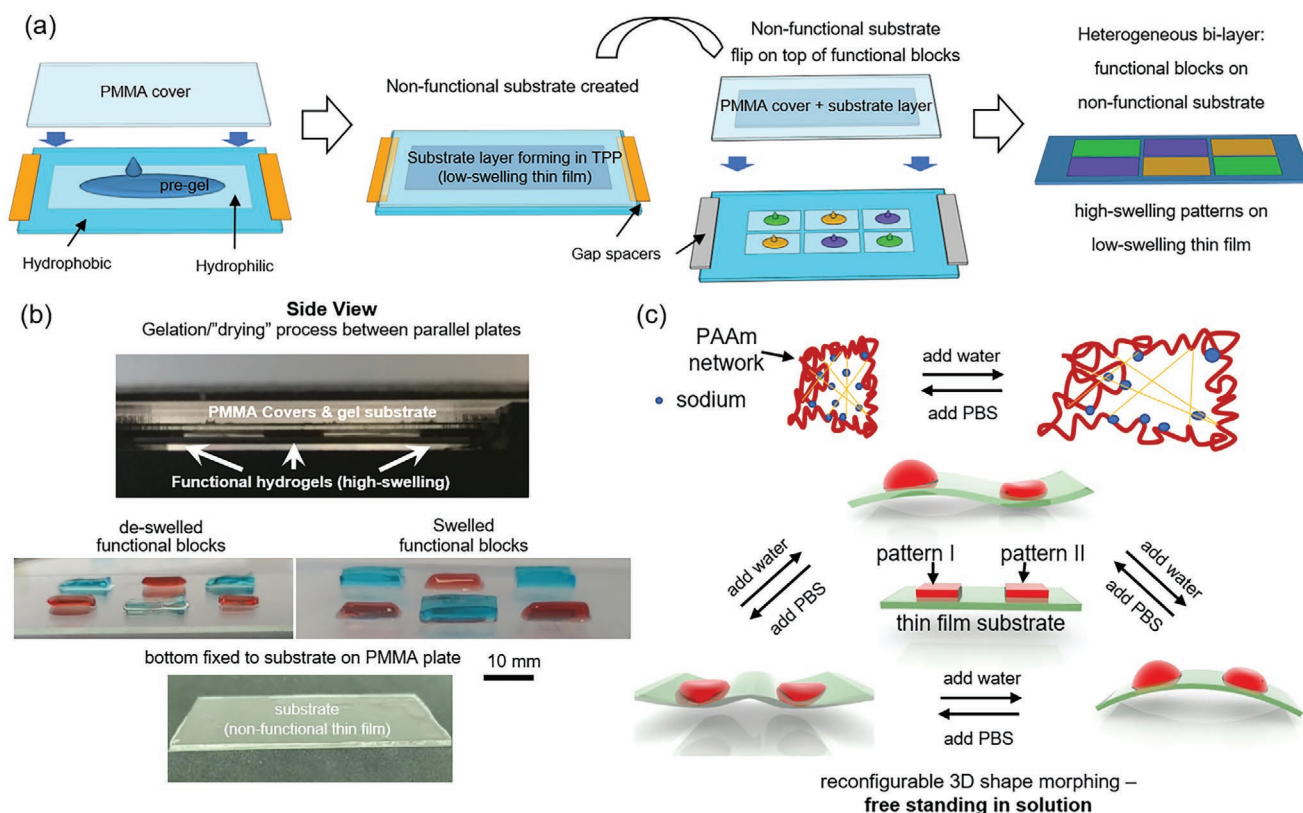 (a)
PMMA cover
pre-gel
Hydrophobic
Hydrophilic
Non-functional substrate created
Substrate layer forming in TPP
(low-swelling thin film)
Gap spacers
Non-functional substrate
flip on top of functional blocks
PMMA cover + substrate layer
Heterogeneous bi-layer:
functional blocks on
non-functional substrate
high-swelling patterns on
low-swelling thin film
(b)
Side View
Gelation/"drying" process between parallel plates
PMMA Covers & gel substrate
Functional hydrogels (high-swelling)
de-swelled
functional blocks
Swelled
functional blocks
bottom fixed to substrate on PMMA plate
10 mm
substrate
(non-functional thin film)
(c)
PAAm
network
sodium
add water
add PBS
add water
add PBS
pattern I
pattern II
thin film substrate
add water
add PBS
add water
add PBS
reconfigurable 3D shape morphing –
free standing in solution